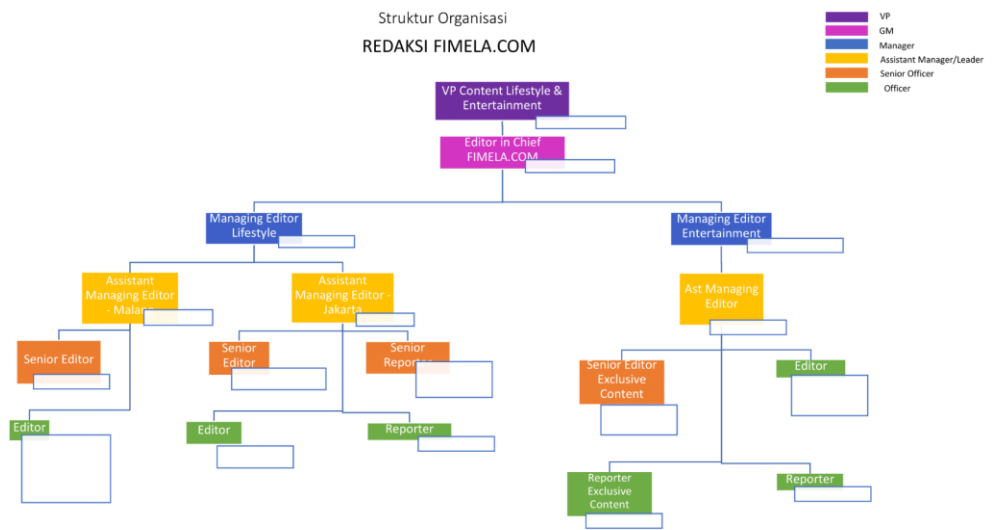 Struktur Organisasi
REDAKSI FIMELA.COM
VP
GM
Manager
Assistant Manager/Leader
Senior Officer
Officer
VP Content Lifestyle &
Entertainment
Editor in Chief
FIMELA.COM
Managing Editor
Lifestyle
Managing Editor
Entertainment
Assistant
Managing Editor
- Malang
Assistant
Managing Editor -
Jakarta
Ast Managing
Editor
Senior Editor
Senior
Editor
Senior
Reporter
Senior Editor
Exclusive
Content
Editor
Editor
Editor
Reporter
Reporter
Exclusive
Content
Reporter